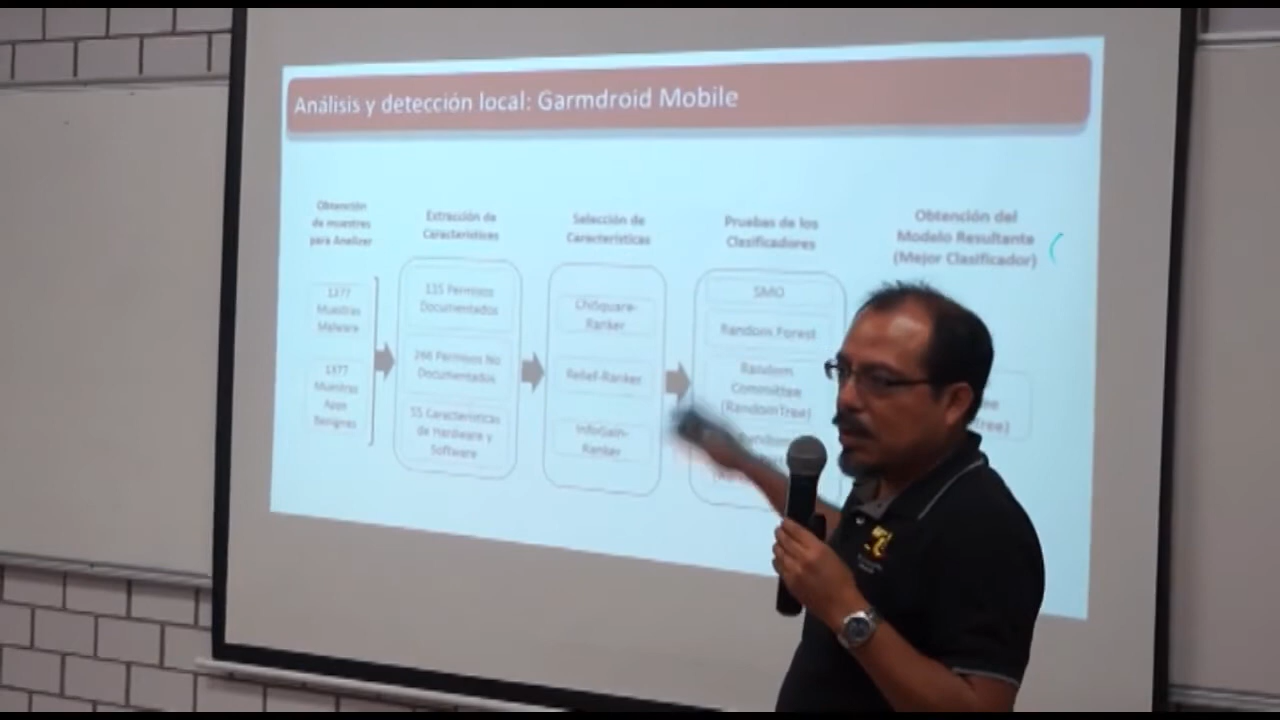 Análisis y detección local: Garmdroid Mobile
Obtención
de muestras
para Analizar
1377
Muestras
Malware
1377
Muestras
Apps
Benignas
Extracción de
Características
115 Permisos
Documentados
266 Permisos No
Documentados
55 Características
de Hardware y
Software
Selección de
Características
ChiSquare-
Ranker
Relief-Ranker
InfoGain-
Ranker
Pruebas de los
Clasificadores
SMO
Random Forest
Random
Committee
(RandomTree)
Obtención del
Modelo Resultante
(Mejor Clasificador)